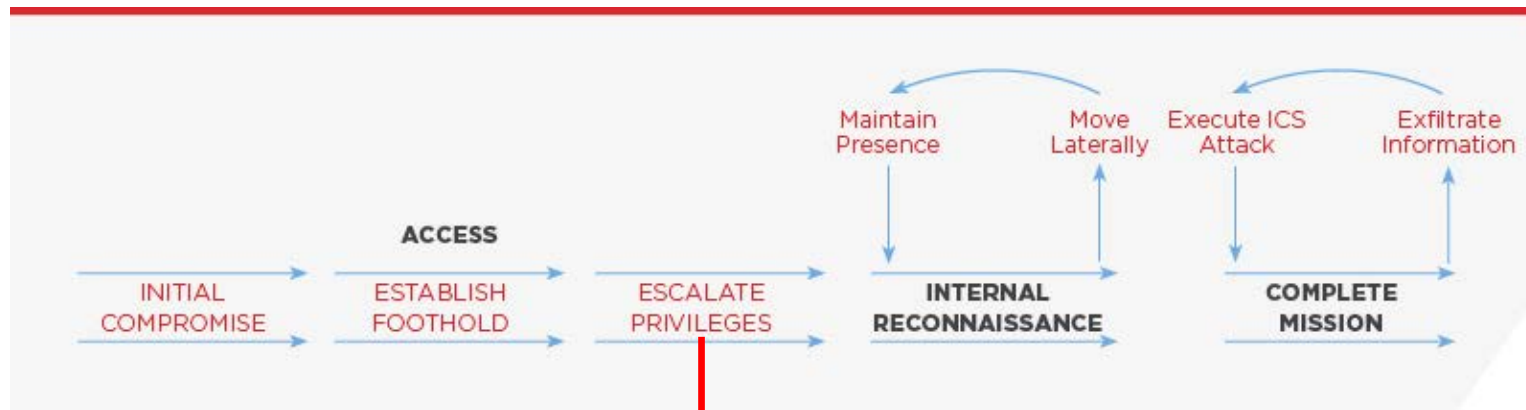 Maintain
Presence
Move
Laterally
Execute ICS
Attack
Exfiltrate
Information
ACCESS
INITIAL
COMPROMISE
ESTABLISH
FOOTHOLD
ESCALATE
PRIVILEGES
INTERNAL
RECONNAISSANCE
COMPLETE
MISSION